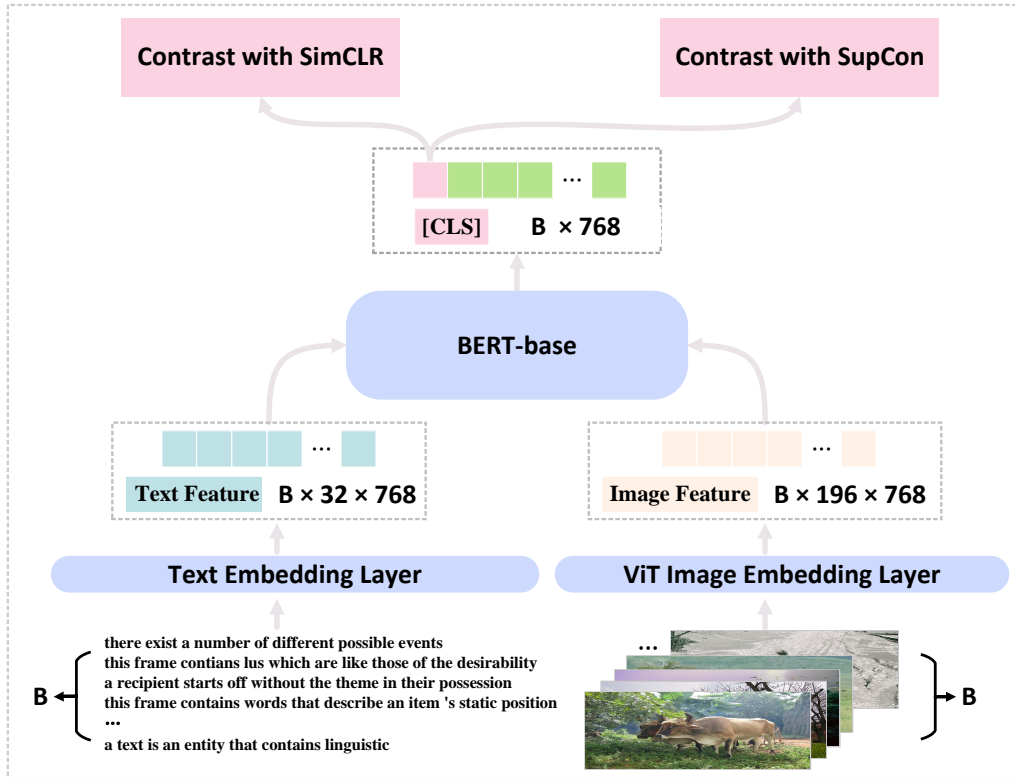 Contrast with SimCLR
Contrast with SupCon
...
[CLS] B × 768
BERT-base
...
Text Feature B × 32 × 768
...
Image Feature B × 196 × 768
Text Embedding Layer
ViT Image Embedding Layer
there exist a number of different possible events
this frame contians lus which are like those of the desirability
a recipient starts off without the theme in their possession
this frame contains words that describe an item 's static position
...
a text is an entity that contains linguistic
B
...
B